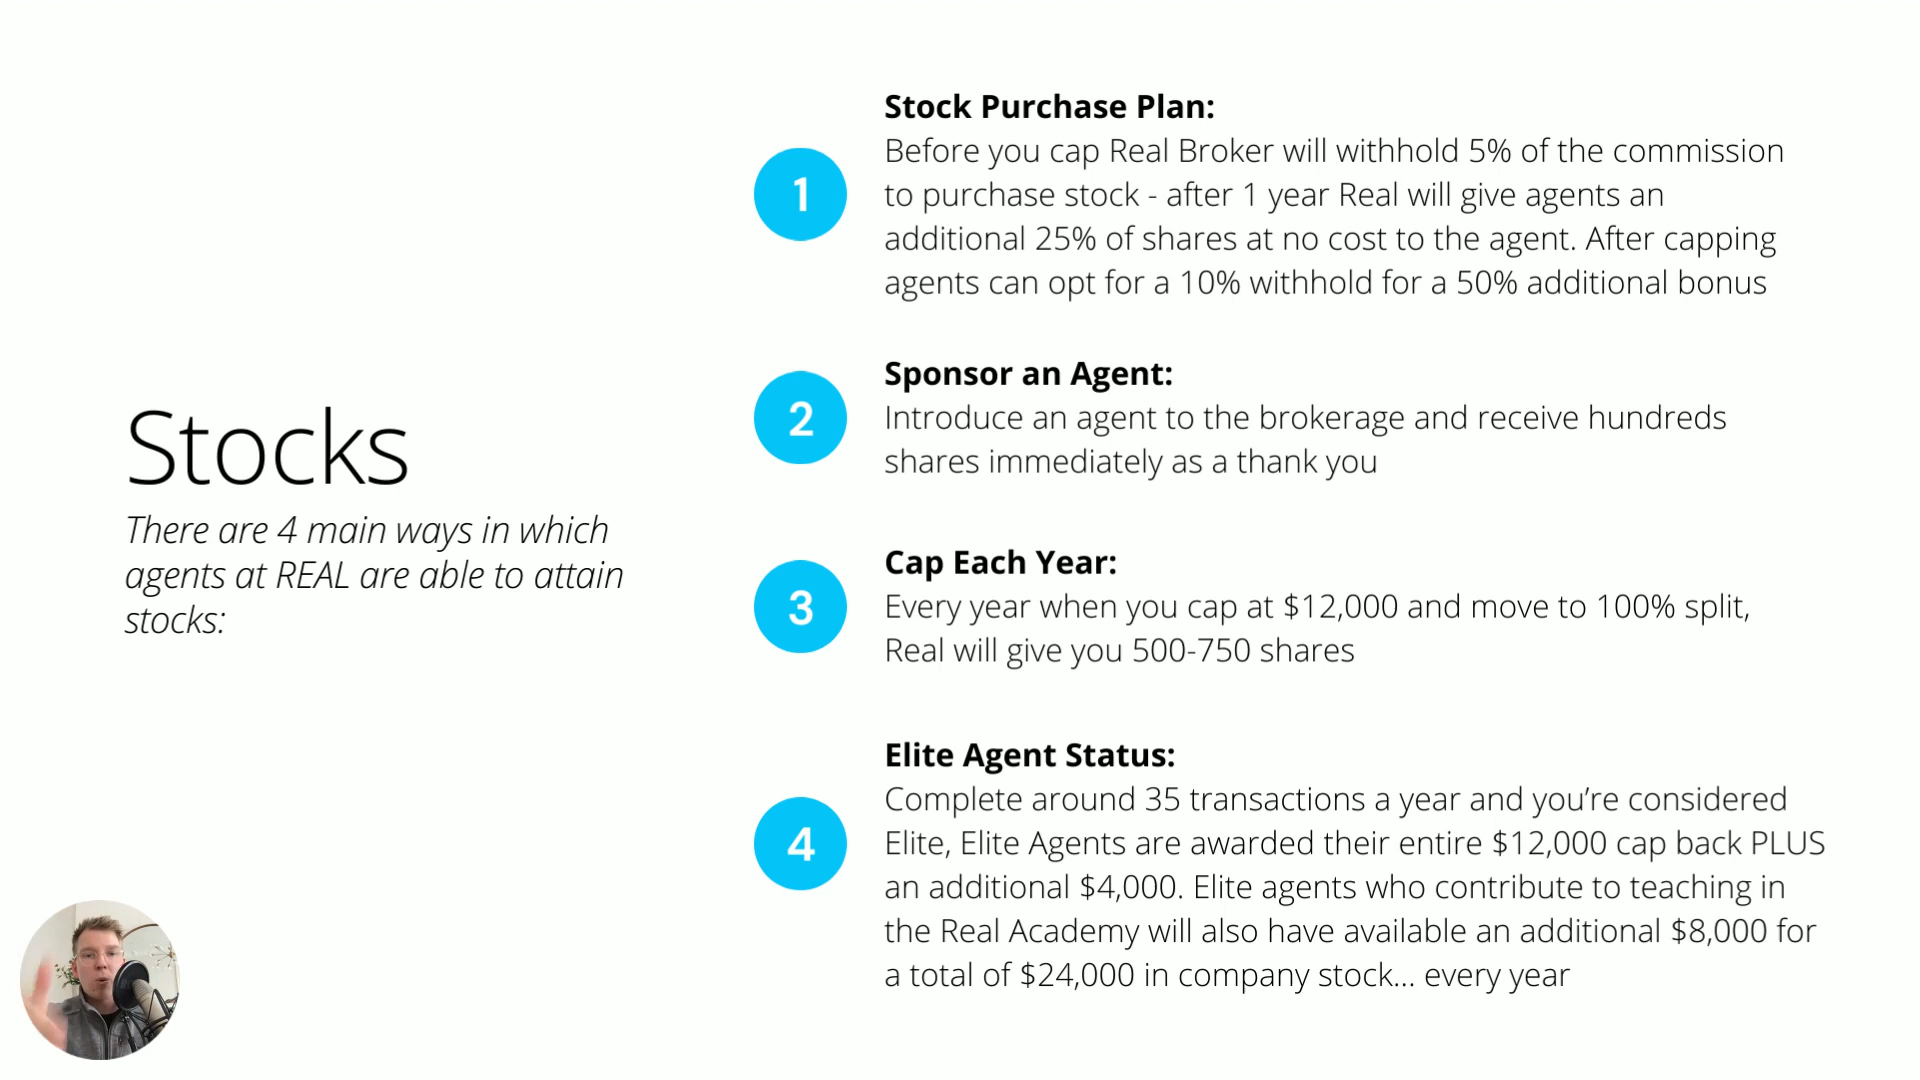 Stocks
There are 4 main ways in which
agents at REAL are able to attain
stocks:
1
Stock Purchase Plan:
Before you cap Real Broker will withhold 5% of the commission
to purchase stock - after 1 year Real will give agents an
additional 25% of shares at no cost to the agent. After capping
agents can opt for a 10% withhold for a 50% additional bonus
2
Sponsor an Agent:
Introduce an agent to the brokerage and receive hundreds
shares immediately as a thank you
3
Cap Each Year:
Every year when you cap at $12,000 and move to 100% split,
Real will give you 500-750 shares
4
Elite Agent Status:
Complete around 35 transactions a year and you’re considered
Elite, Elite Agents are awarded their entire $12,000 cap back PLUS
an additional $4,000. Elite agents who contribute to teaching in
the Real Academy will also have available an additional $8,000 for
a total of $24,000 in company stock... every year